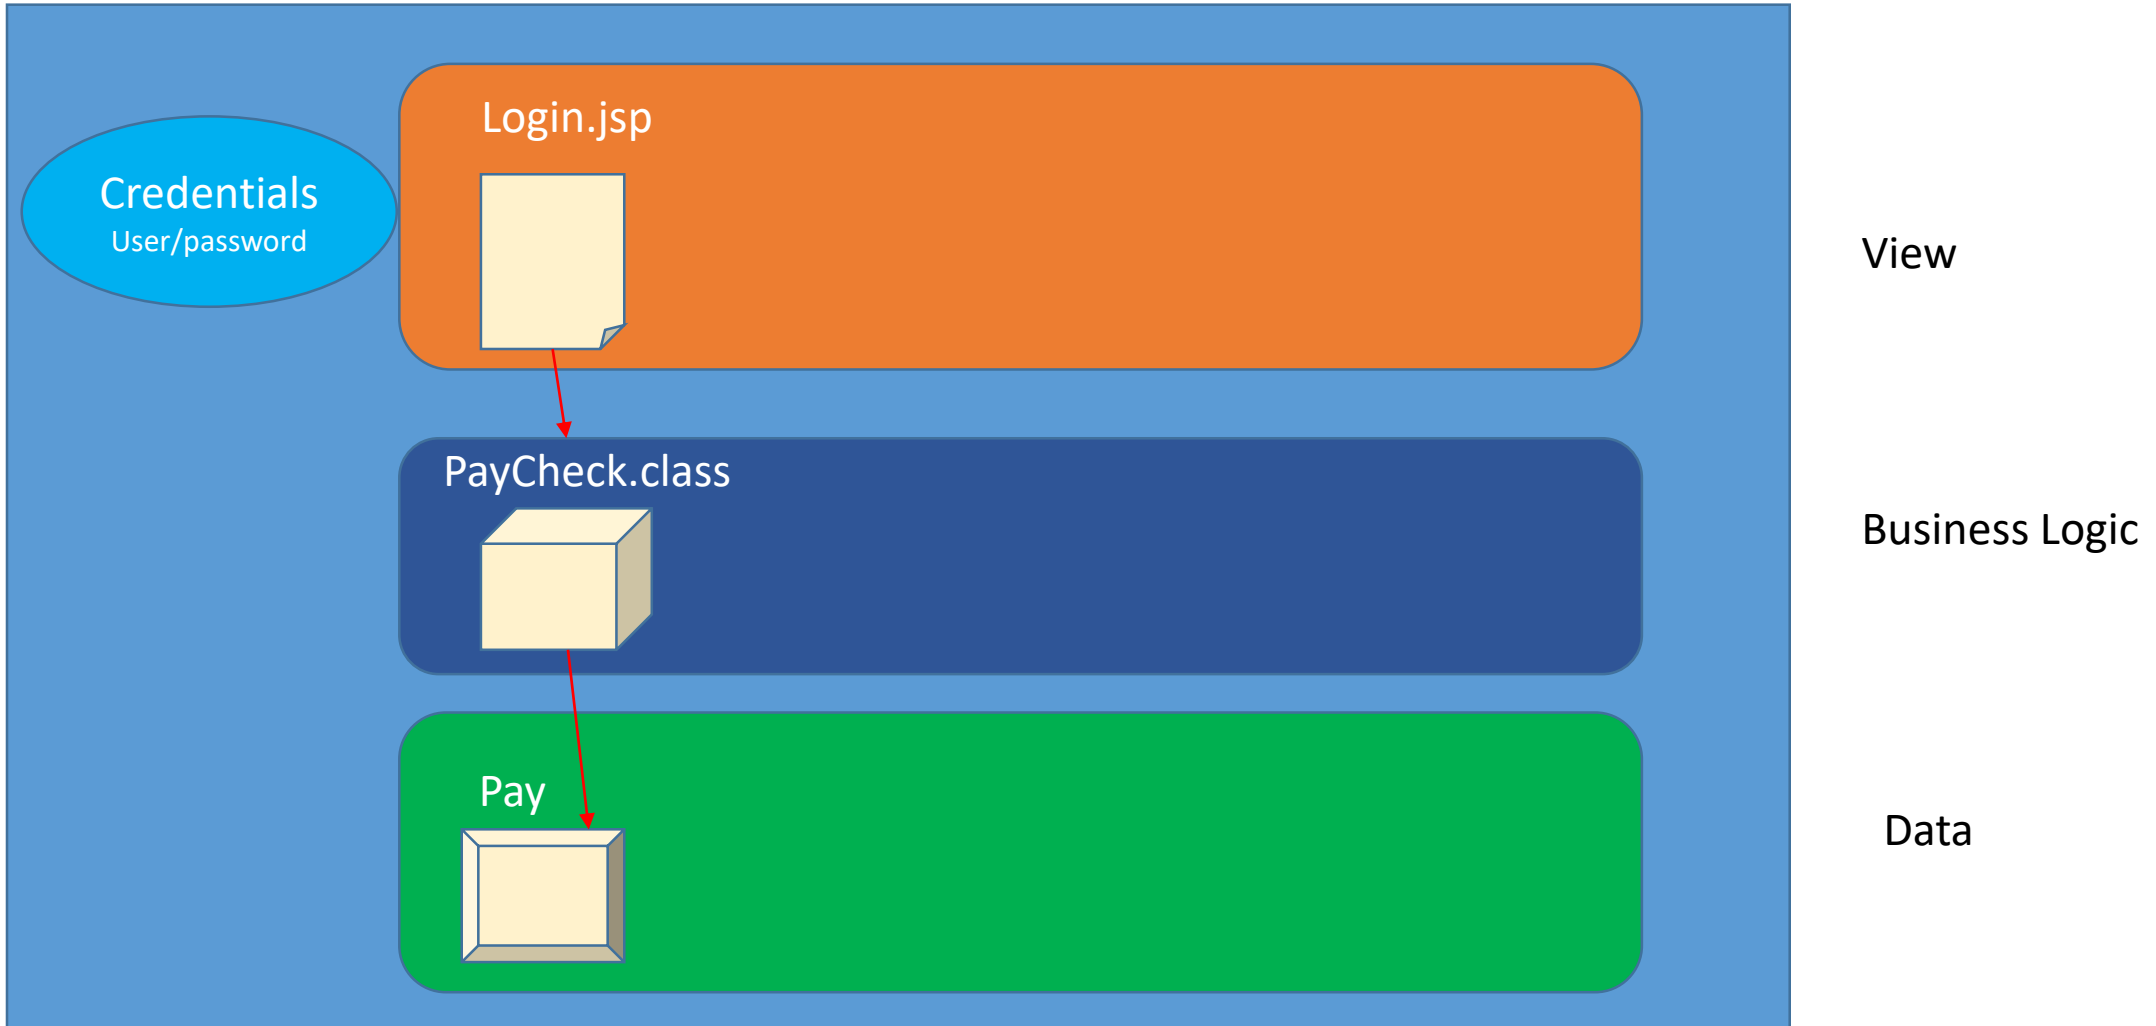 Login.jsp
Credentials
User/password
View
PayCheck.class
Business Logic
Pay
Data